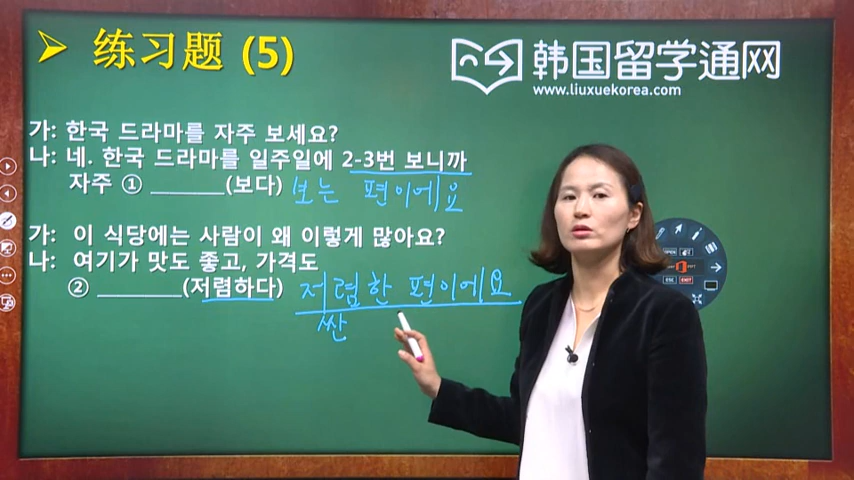 练习题 (5)
韩国留学通网
www.liuxuekorea.com
가: 한국 드라마를 자주 보세요?
나: 네. 한국 드라마를 일주일에 2-3번 보니까
자주 ① ______(보다) 보는 편이에요
가: 이 식당에는 사람이 왜 이렇게 많아요?
나: 여기가 맛도 좋고, 가격도
② ______(저렴하다) 저렴한 편이에요
싼
ESC EXIT